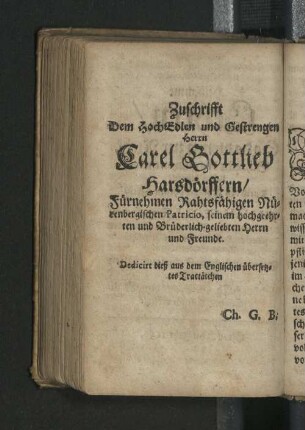 Zuschrifft
Dem HochEdlen und Gestrengen
Herrn
Carel Gottlieb
Harsdörffern/
Fürnehmen Rahtsfähigen Nü-
renbergischen Patricio, seinem hochgeehr-
ten und Brüderlich-geliebten Herrn
und Freunde.
Dedicirt dieß aus dem Englischen übersetz-
tes Tractätchen
Ch. G. B.